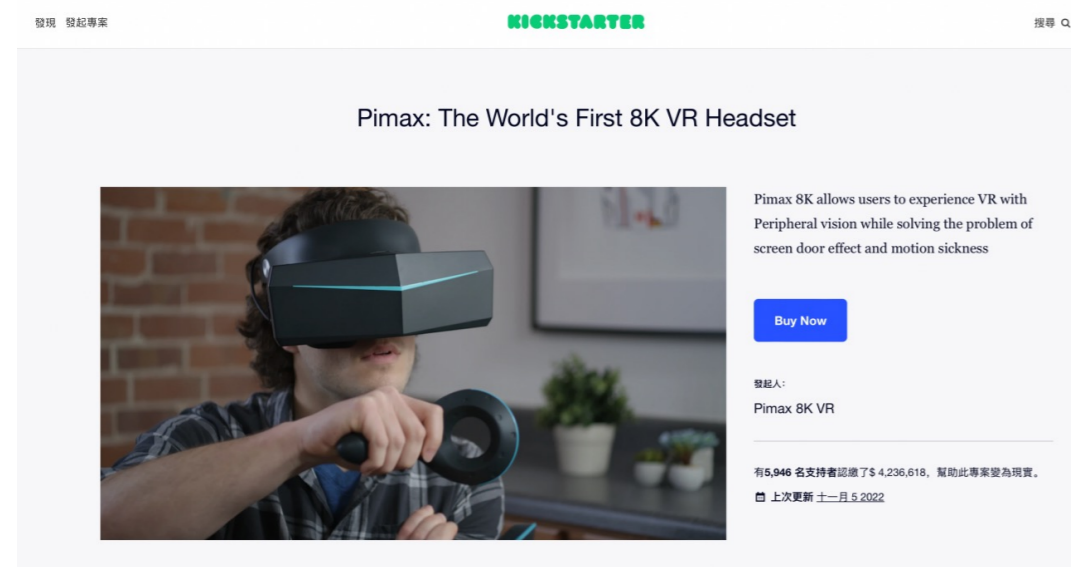 發現 發起專案
KICKSTARTER
搜尋
Pimax: The World's First 8K VR Headset
Pimax 8K allows users to experience VR with
Peripheral vision while solving the problem of
screen door effect and motion sickness
Buy Now
發起人：
Pimax 8K VR
有5,946 名支持者認繳了$ 4,236,618，幫助此專案變為現實。
上次更新 十一月 5 2022